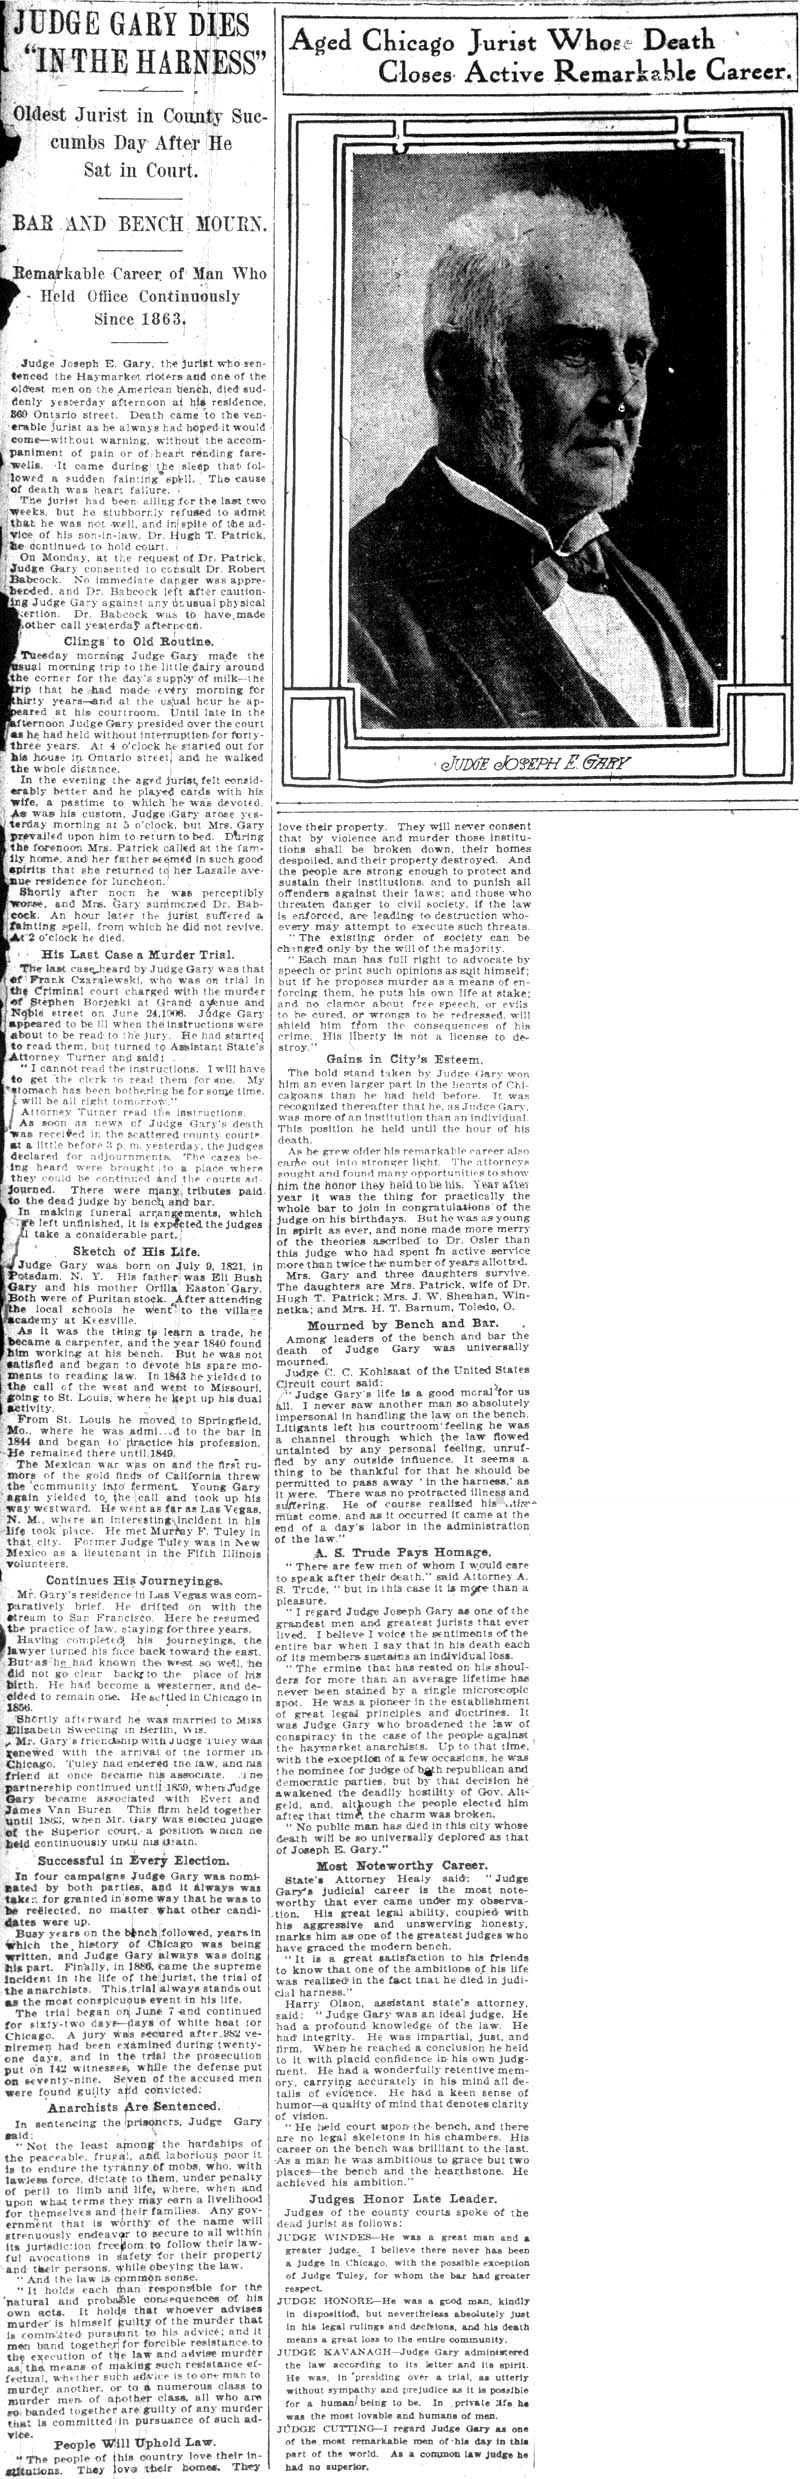 JUDGE GARY DIES
"IN THE HARNESS"
Oldest Jurist in County Suc-
cumbs Day After He
Sat in Court.
BAR AND BENCH MOURN.
Remarkable Career of Man Who
Held Office Continuously
Since 1863.
Judge Joseph E. Gary, the jurist who sen-
tenced the Haymarket rioters and one of the
oldest men on the American bench, died sud-
denly yesterday afternoon at his residence,
369 Ontario street. Death came to the ven-
erable jurist as he always had hoped it would
come—without warning, without the accom-
paniment of pain or of heart rending fare-
wells. It came during the sleep that fol-
lowed a sudden fainting spell. The cause
of death was heart failure.
The jurist had been ailing for the last two
weeks, but he stubbornly refused to admit
that he was not well, and in spite of the ad-
vice of his son-in-law, Dr. Hugh T. Patrick,
he continued to hold court.
On Monday, at the request of Dr. Patrick,
Judge Gary consented to consult Dr. Robert
Babcock. No immediate danger was appre-
hended, and Dr. Babcock left after caution-
ing Judge Gary against any unusual physical
ertion. Dr. Babcock was to have made
other call yesterday afternoon.
Clings to Old Routine.
Tuesday morning Judge Gary made the
usual morning trip to the little dairy around
the corner for the day's supply of milk—the
trip that he had made every morning for
thirty years—and at the usual hour he ap-
peared at his courtroom. Until late in the
afternoon Judge Gary presided over the court
as he had held without interruption for forty-
three years. At 4 o'clock he started out for
his house in Ontario street, and he walked
the whole distance.
In the evening the aged jurist felt consid-
erably better and he played cards with his
wife, a pastime to which he was devoted.
As was his custom, Judge Gary arose yes-
terday morning at 5 o'clock, but Mrs. Gary
prevailed upon him to return to bed. During
the forenoon Mrs. Patrick called at the fam-
ily home, and her father seemed in such good
spirits that she returned to her Lasalle ave-
nue residence for luncheon.
Shortly after noon he was perceptibly
worse, and Mrs. Gary summoned Dr. Bab-
cock. An hour later the jurist suffered a
fainting spell, from which he did not revive.
At 2 o'clock he died.
His Last Case a Murder Trial.
The last case heard by Judge Gary was that
of Frank Czaralewski, who was on trial in
the Criminal court charged with the murder
of Stephen Borjeski at Grand avenue and
Noble street on June 24, 1906. Judge Gary
appeared to be ill when the instructions were
about to be read to the jury. He had started
to read them, but turned to Assistant State's
Attorney Turner and said:
"I cannot read the instructions. I will have
to get the clerk to read them for me. My
stomach has been bothering be for some time.
will be all right tomorrow."
Attorney Turner read the instructions.
As soon as news of Judge Gary's death
was received in the scattered county courts
at a little before 3 p. m. yesterday, the judges
declared for adjournments. The cases be-
ing heard were brought to a place where
they could be continued and the courts ad-
journed. There were many tributes paid
to the dead judge by bench and bar.
In making funeral arrangements, which
re left unfinished, it is expected the judges
ll take a considerable part.
Sketch of His Life.
Judge Gary was born on July 9, 1821, in
Potsdam, N. Y. His father was Eli Bush
Gary and his mother Orilla Easton Gary.
Both were of Puritan stock. After attending
the local schools he went to the village
academy at Keesville.
As it was the thing to learn a trade, he
became a carpenter, and the year 1840 found
him working at his bench. But he was not
satisfied and began to devote his spare mo-
ments to reading law. In 1843 he yielded to
the call of the west and went to Missouri,
going to St. Louis, where he kept up his dual
activity.
From St. Louis he moved to Springfield,
Mo., where he was to the bar in
1844 and began to practice his profession.
He remained there until 1849.
The Mexican war was on and the first ru-
mors of the gold finds of California threw
the community into ferment. Young Gary
again yielded to the call and took up his
way westward. He went as far as Las Vegas,
N. M., where an interesting incident in his
life took place. He met Murray F. Tuley in
that city. Former Judge Tuley was in New
Mexico as a lieutenant in the Fifth Illinois
volunteers.
Continues His Journeyings.
Mr. Gary's residence in Las Vegas was com-
paratively brief. He drifted on with the
stream to San Francisco. Here he resumed
the practice of law, staying for three years.
Having completed his journeyings, the
lawyer turned his face back toward the east.
But as he had known the west so well, he
did not go clear back to the place of his
birth. He had become a westerner, and de-
cided to remain one. He settled in Chicago in
1856.
Shortly afterward he was married to Miss
Elizabeth Sweeting in Berlin, Wis.
Mr. Gary's friendship with Judge Tuley was
renewed with the arrival of the former in
Chicago. Tuley had entered the law, and his
friend at once became his associate. The
partnership continued until 1859, when Judge
Gary became associated with Evert and
James Van Buren. This firm held together
until 1863, when Mr. Gary was elected judge
of the Superior court, a position which he
held continuously until his death.
Successful in Every Election.
In four campaigns Judge Gary was nomi-
nated by both parties, and it always was
taken for granted in some way that he was to
be reëlected, no matter what other candi-
dates were up.
Busy years on the bench followed, years in
which the history of Chicago was being
written, and Judge Gary always was doing
his part. Finally, in 1886, came the supreme
incident in the life of the jurist, the trial of
the anarchists. This trial always stands out
as the most conspicuous event in his life.
The trial began on June 7 and continued
for sixty-two days—days of white heat for
Chicago. A jury was secured after 982 ve-
niremen had been examined during twenty-
one days, and in the trial the prosecution
put on 142 witnesses, while the defense put
on seventy-nine. Seven of the accused men
were found guilty and convicted.
Anarchists Are Sentenced.
In sentencing the prisoners, Judge Gary
said:
"Not the least among the hardships of
the peaceable, frugal, and laborious poor it
is to endure the tyranny of mobs, who, with
lawless force, dictate to them, under penalty
of peril to limb and life, where, when and
upon what terms they may earn a livelihood
for themselves and their families. Any gov-
ernment that is worthy of the name will
strenuously endeavor to secure to all within
its jurisdiction freedom to follow their law-
ful avocations in safety for their property
and their persons, while obeying the law.
"And the law is common sense.
"It holds each man responsible for the
natural and probable consequences of his
own acts. It holds that whoever advises
murder is himself guilty of the murder that
is committed pursuant to his advice; and it
men band together for forcible resistance to
the execution of the law and advise murder
as the means of making such resistance ef-
fectual, whether such advice is to one man to
murder another, or to a numerous class to
murder men of another class, all who are
so banded together are guilty of any murder
that is committed in pursuance of such ad-
vice.
People Will Uphold Law.
"The people of this country love their in-
stitutions. They love their homes. They
Aged Chicago Jurist Whose Death
Closes Active Remarkable Career.
JUDGE JOSEPH E. GARY
love their property. They will never consent
that by violence and murder those institu-
tions shall be broken down, their homes
despoiled, and their property destroyed. And
the people are strong enough to protect and
sustain their institutions, and to punish all
offenders against their laws; and those who
threaten danger to civil society, if the law
is enforced, are leading to destruction who-
every may attempt to execute such threats.
"The existing order of society can be
changed only by the will of the majority.
"Each man has full right to advocate by
speech or print such opinions as suit himself;
but if he proposes murder as a means of en-
forcing them, he puts his own life at stake;
and no clamor about free speech, or evils
to be cured, or wrongs to be redressed, will
shield him from the consequences of his
crime. His liberty is not a license to de-
stroy."
Gains in City's Esteem.
The bold stand taken by Judge Gary won
him an even larger part in the hearts of Chi-
cagoans than he had held before. It was
recognized thereafter that he, as Judge Gary,
was more of an institution than an individual.
This position he held until the hour of his
death.
As he grew older his remarkable career also
came out into stronger light. The attorneys
sought and found many opportunities to show
him the honor they held to be his. Year after
year it was the thing for practically the
whole bar to join in congratulations of the
judge on his birthdays. But he was as young
in spirit as ever, and none made more merry
of the theories ascribed to Dr. Osler than
this judge who had spent in active service
more than twice the number of years allotted.
Mrs. Gary and three daughters survive.
The daughters are Mrs. Patrick, wife of Dr.
Hugh T. Patrick; Mrs. J. W. Sheahan, Win-
netka; and Mrs. H. T. Barnum, Toledo, O.
Mourned by Bench and Bar.
Among leaders of the bench and bar the
death of Judge Gary was universally
mourned.
Judge C. C. Kohlsaat of the United States
Circuit court said:
"Judge Gary's life is a good moral for us
all. I never saw another man so absolutely
impersonal in handling the law on the bench.
Litigants left his courtroom feeling he was
a channel through which the law flowed
untainted by any personal feeling, unruf-
fled by any outside influence. It seems a
thing to be thankful for that he should be
permitted to pass away 'in the harness,' as
it were. There was no protracted illness and
suffering. He of course realized his time
must come, and as it occurred it came at the
end of a day's labor in the administration
of the law."
A. S. Trude Pays Homage.
"There are few men of whom I would care
to speak after their death," said Attorney A.
S. Trude, "but in this case it is more than a
pleasure.
"I regard Judge Joseph Gary as one of the
grandest men and greatest jurists that ever
lived. I believe I voice the sentiments of the
entire bar when I say that in his death each
of its members sustains an individual loss.
"The ermine that has rested on his shoul-
ders for more than an average lifetime has
never been stained by a single microscopic
spot. He was a pioneer in the establishment
of great legal principles and doctrines. It
was Judge Gary who broadened the law of
conspiracy in the case of the people against
the haymarket anarchists. Up to that time,
with the exception of a few occasions, he was
the nominee for judge of both republican and
democratic parties, but by that decision he
awakened the deadly hostility of Gov. Alt-
geld, and, although the people elected him
after that time, the charm was broken.
"No public man has died in this city whose
death will be so universally deplored as that
of Joseph E. Gary."
Most Noteworthy Career.
State's Attorney Healy said: "Judge
Gary's judicial career is the most note-
worthy that ever came under my observa-
tion. His great legal ability, coupled with
his aggressive and unswerving honesty,
marks him as one of the greatest judges who
have graced the modern bench.
"It is a great satisfaction to his friends
to know that one of the ambitions of his life
was realized in the fact that he died in judi-
cial harness."
Harry Olson, assistant state's attorney,
said: "Judge Gary was an ideal judge. He
had a profound knowledge of the law. He
had integrity. He was impartial, just, and
firm. When he reached a conclusion he held
to it with placid confidence in his own judg-
ment. He had a wonderfully retentive mem-
ory, carrying accurately in his mind all de-
tails of evidence. He had a keen sense of
humor—a quality of mind that denotes clarity
of vision.
"He held court upon the bench, and there
are no legal skeletons in his chambers. His
career on the bench was brilliant to the last.
As a man he was ambitious to grace but two
places—the bench and the hearthstone. He
achieved his ambition."
Judges Honor Late Leader.
Judges of the county courts spoke of the
dead jurist as follows:
JUDGE WINDES—He was a great man and a
greater judge. I believe there never has been
a judge in Chicago, with the possible exception
of Judge Tuley, for whom the bar had greater
respect.
JUDGE HONORE—He was a good man, kindly
in disposition, but nevertheless absolutely just
in his legal rulings and decisions, and his death
means a great loss to the entire community.
JUDGE KAVANAGH—Judge Gary administered
the law according to its letter and its spirit.
He was, in presiding over a trial, as utterly
without sympathy and prejudice as it is possible
for a human being to be. In private life he
was the most lovable and humane of men.
JUDGE CUTTING—I regard Judge Gary as one
of the most remarkable men of his day in this
part of the world. As a common law judge he
had no superior.